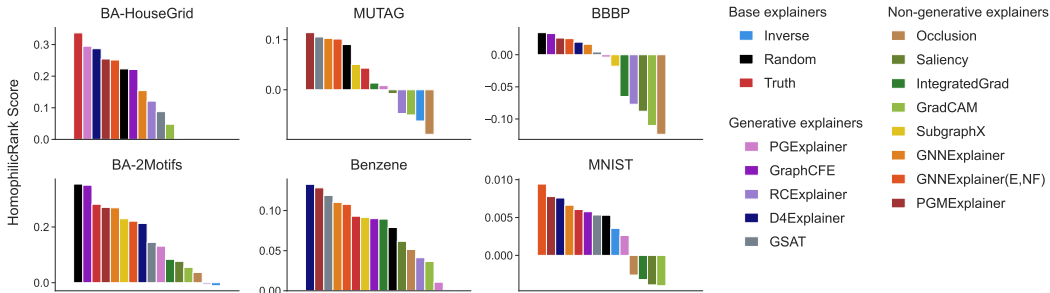 BA-HouseGrid
MUTAG
BBBP
HomophilicRank Score
0.3
0.2
0.1
0.0
0.1
0.0
0.00
−0.05
−0.10
BA-2Motifs
Benzene
MNIST
0.2
0.0
0.10
0.05
0.00
0.010
0.005
0.000
Base explainers
Inverse
Random
Truth
Generative explainers
PGExplainer
GraphCFE
RCExplainer
D4Explainer
GSAT
Non-generative explainers
Occlusion
Saliency
IntegratedGrad
GradCAM
SubgraphX
GNNExplainer
GNNExplainer(E,NF)
PGMExplainer